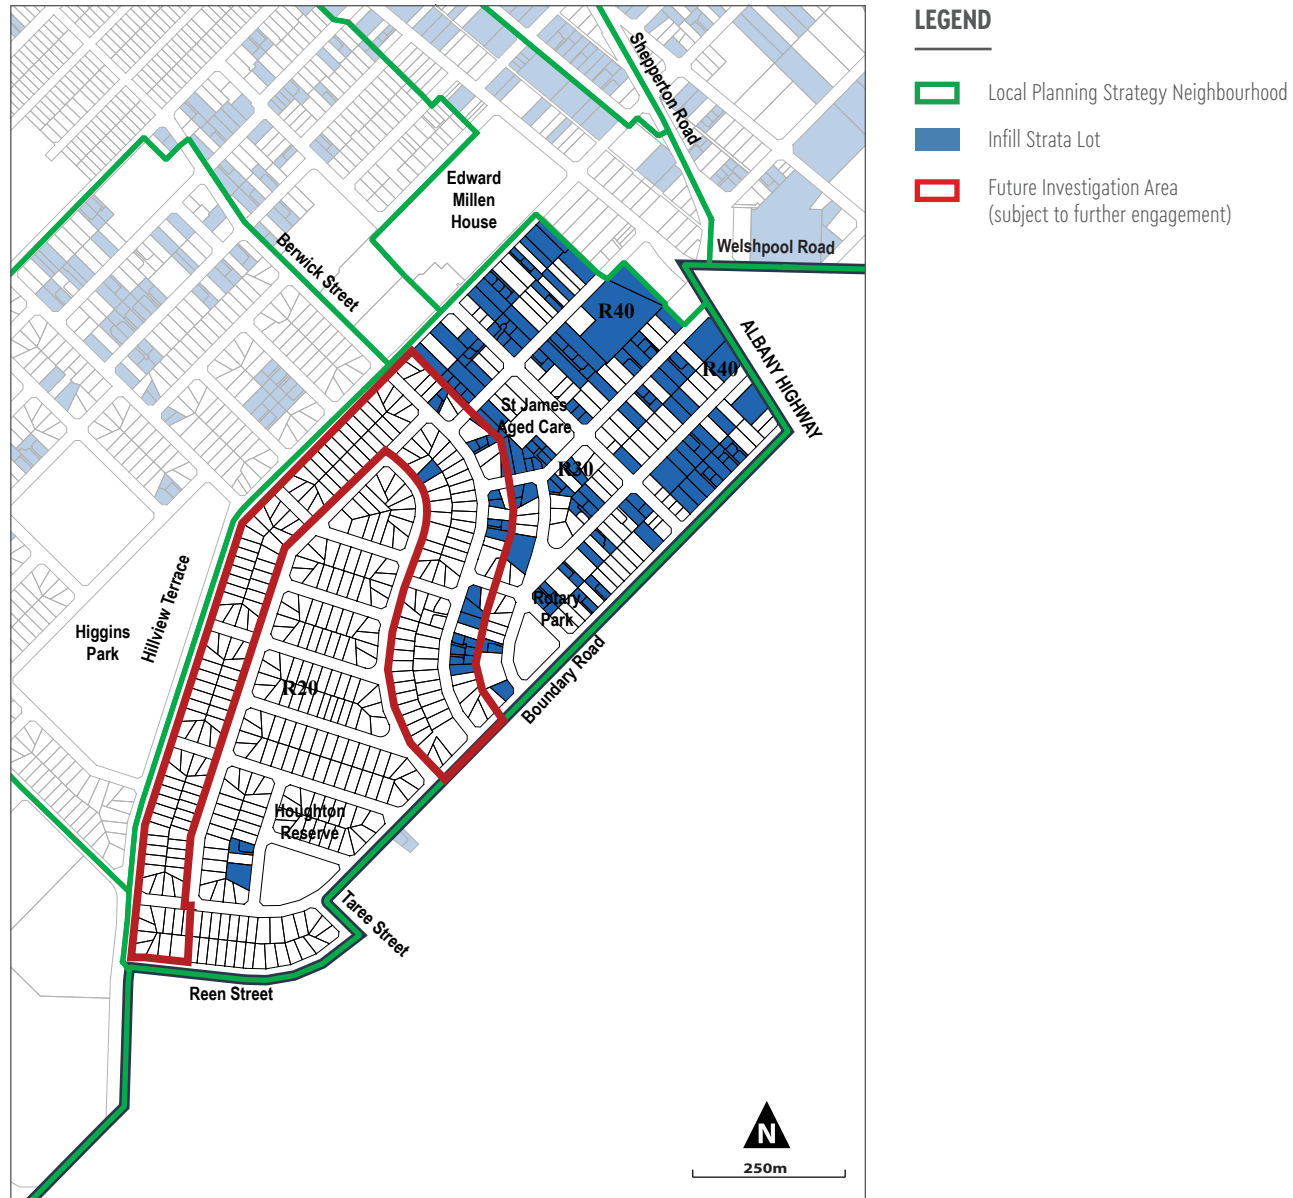 LEGEND
Local Planning Strategy Neighbourhood
Infill Strata Lot
Future Investigation Area
(subject to further engagement)
Shepperton Road
Edward
Millen
House
Welshpool Road
Berwick Street
R40
ALBANY HIGHWAY
R40
St James
Aged Care
R30
Hillview Terrace
Rotary
Park
Higgins
Park
Boundary Road
R20
Houghton
Reserve
Taree Street
Reen Street
N
250m